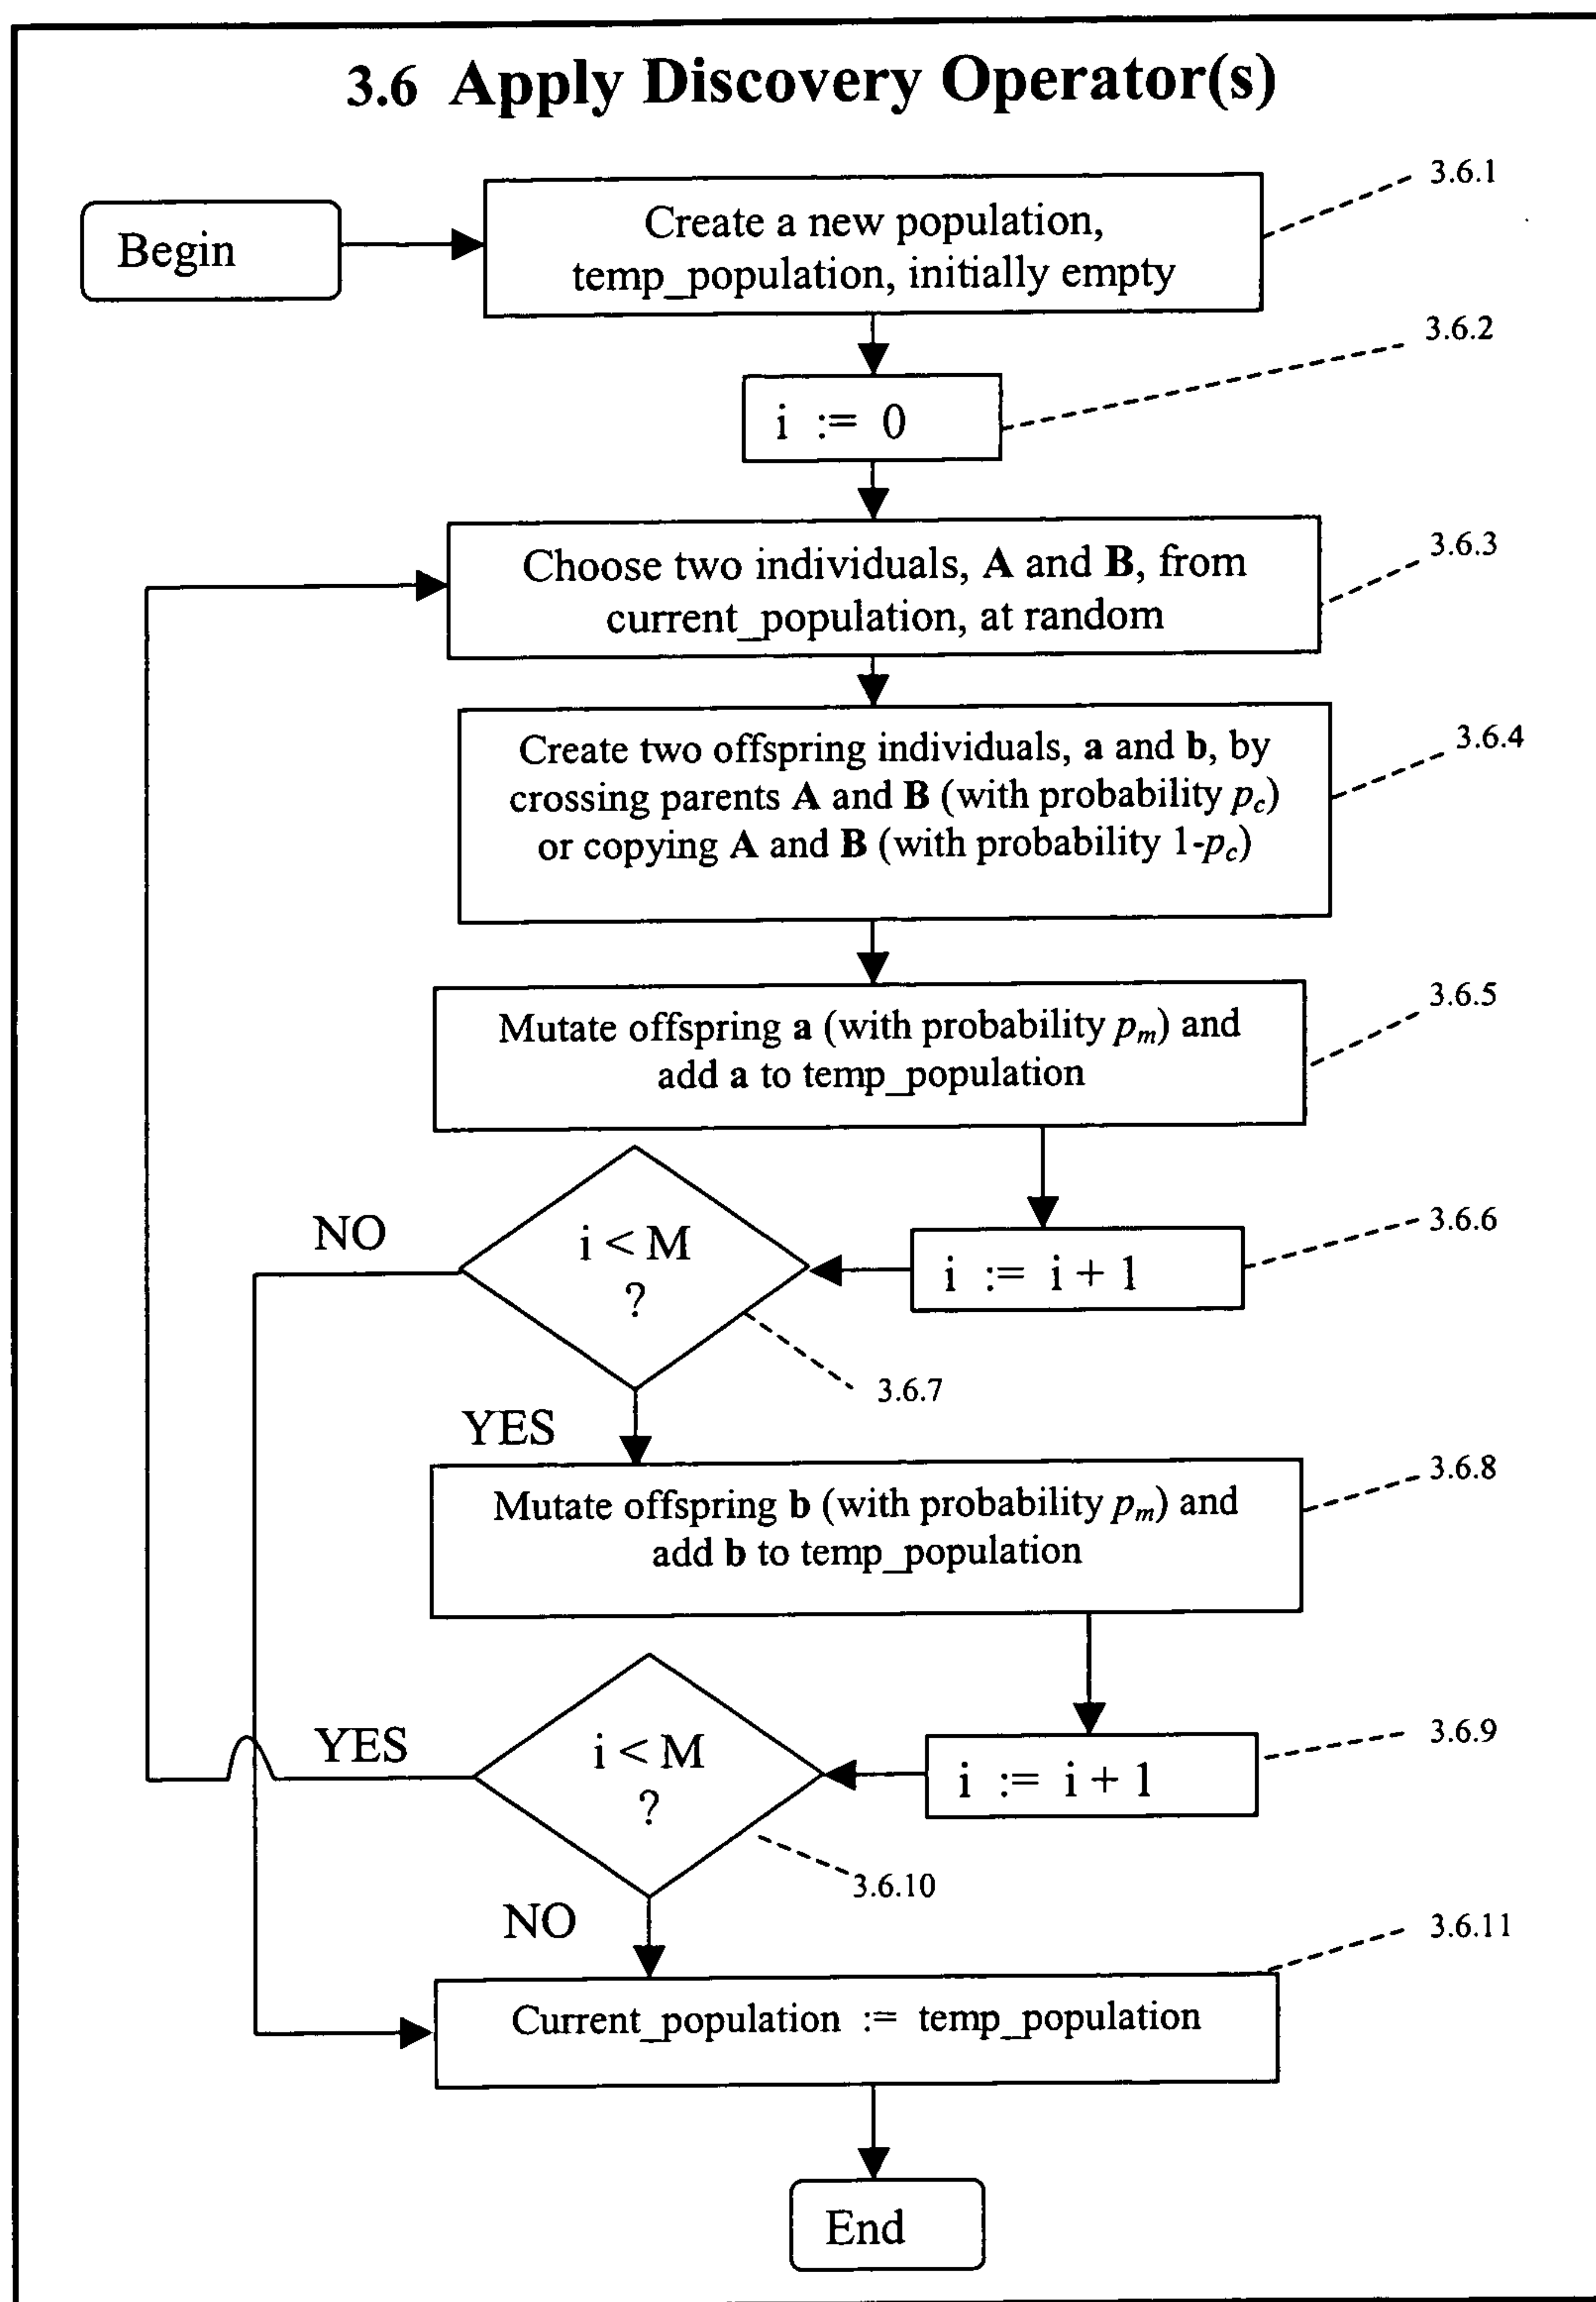 3.6 Apply Discovery Operator(s)
3.6.1
Begin
Create a new population,
temp_population, initially empty
3.6.2
i := 0
3.6.3
Choose two individuals, A and B, from
current_population, at random
3.6.4
Create two offspring individuals, a and b, by
crossing parents A and B (with probability pc)
or copying A and B (with probability 1-pc)
3.6.5
Mutate offspring a (with probability pm) and
add a to temp_population
3.6.6
NO
i < M
?
i := i + 1
3.6.7
YES
3.6.8
Mutate offspring b (with probability pm) and
add b to temp_population
3.6.9
YES
i < M
?
i := i + 1
3.6.10
NO
3.6.11
Current_population := temp_population
End